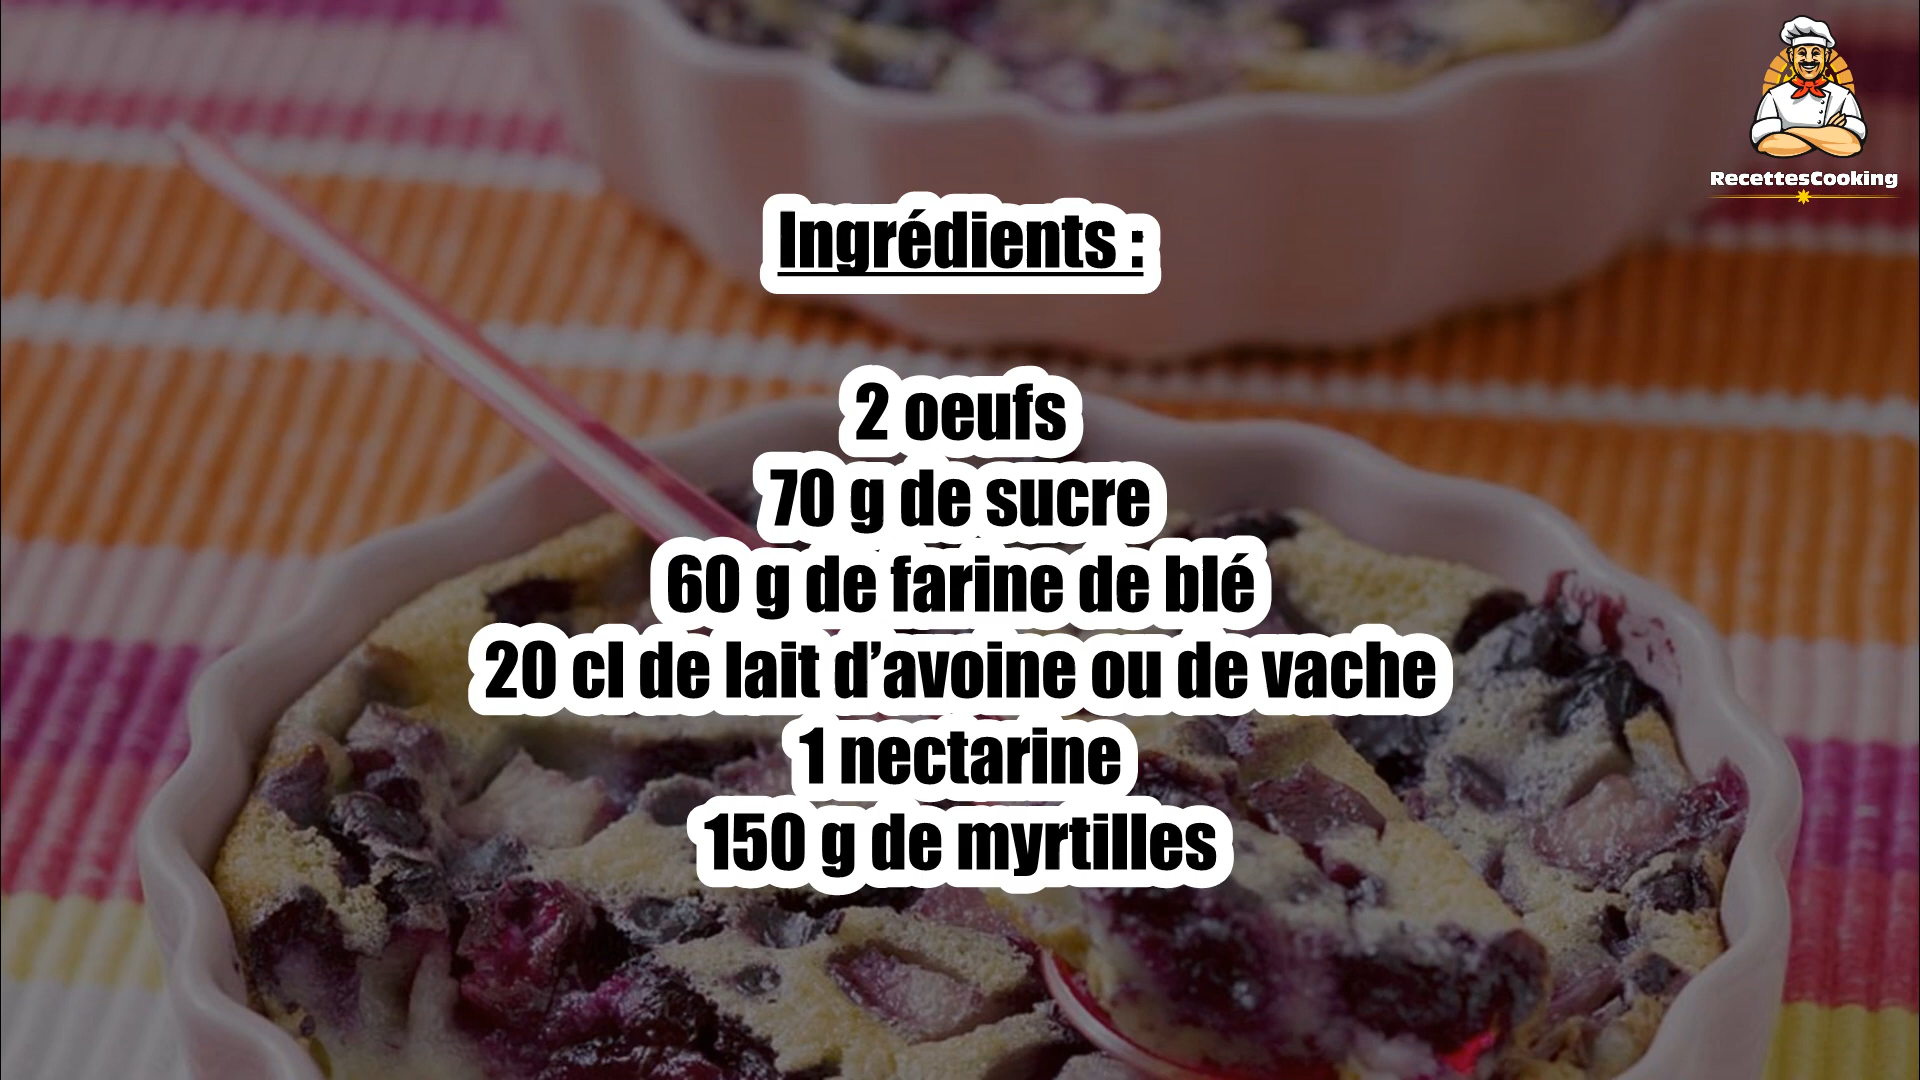 RecettesCooking
Ingrédients :
2 oeufs
70 g de sucre
60 g de farine de blé
20 cl de lait d’avoine ou de vache
1 nectarine
150 g de myrtilles